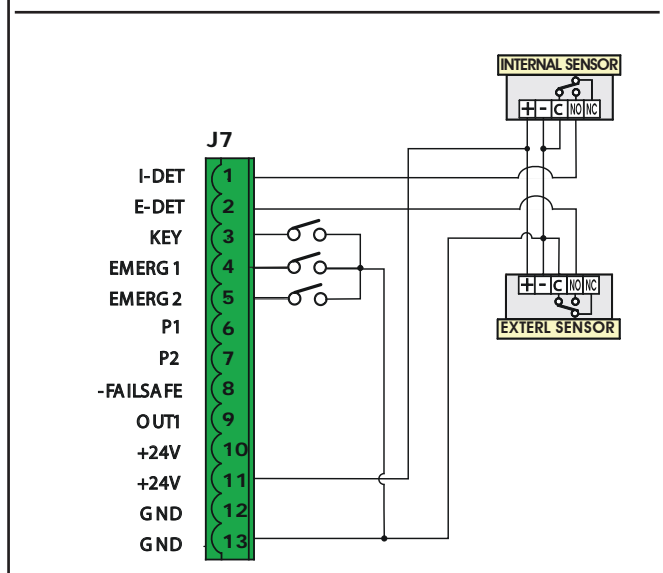 INTERNAL SENSOR
+ - C NO NC
J7
I-DET 1
E-DET 2
KEY 3
EMERG 1 4
EMERG 2 5
P1 6
P2 7
-FAILSAFE 8
OUT1 9
+24V 10
+24V 11
GND 12
GND 13
+ - C NO NC
EXTERL SENSOR